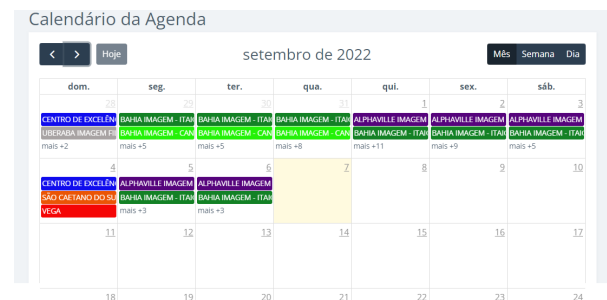 Calendário da Agenda
Hoje
setembro de 2022
Mês Semana Dia
dom. seg. ter. qua. qui. sex. sáb.
28 29 30 31 1 2 3
CENTRO DE EXCELÊN BAHIA IMAGEM - ITAI BAHIA IMAGEM - ITAI BAHIA IMAGEM - ITAI ALPHAVILLE IMAGEM ALPHAVILLE IMAGEM ALPHAVILLE IMAGEM
UBERABA IMAGEM FI BAHIA IMAGEM - CAN BAHIA IMAGEM - CAN BAHIA IMAGEM - CAN BAHIA IMAGEM - ITAI BAHIA IMAGEM - ITAI BAHIA IMAGEM - ITAI
mais +2 mais +5 mais +5 mais +8 mais +11 mais +9 mais +5
4 5 6 7 8 9 10
CENTRO DE EXCELÊN ALPHAVILLE IMAGEM ALPHAVILLE IMAGEM
SÃO CAETANO DO SU BAHIA IMAGEM - ITAI BAHIA IMAGEM - ITAI
VEGA mais +3 mais +3
11 12 13 14 15 16 17
18 19 20 21 22 23 24